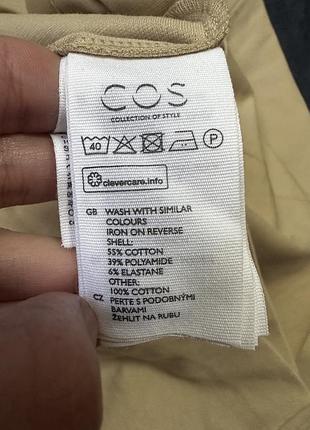 COS
COLLECTION OF STYLE
40 P
clevercare.info
GB WASH WITH SIMILAR
COLOURS
IRON ON REVERSE
SHELL:
55% COTTON
39% POLYAMIDE
6% ELASTANE
OTHER:
100% COTTON
CZ PERTE S PODOBNÝMI
BARVAMI
ŽEHLIT NA RUBU